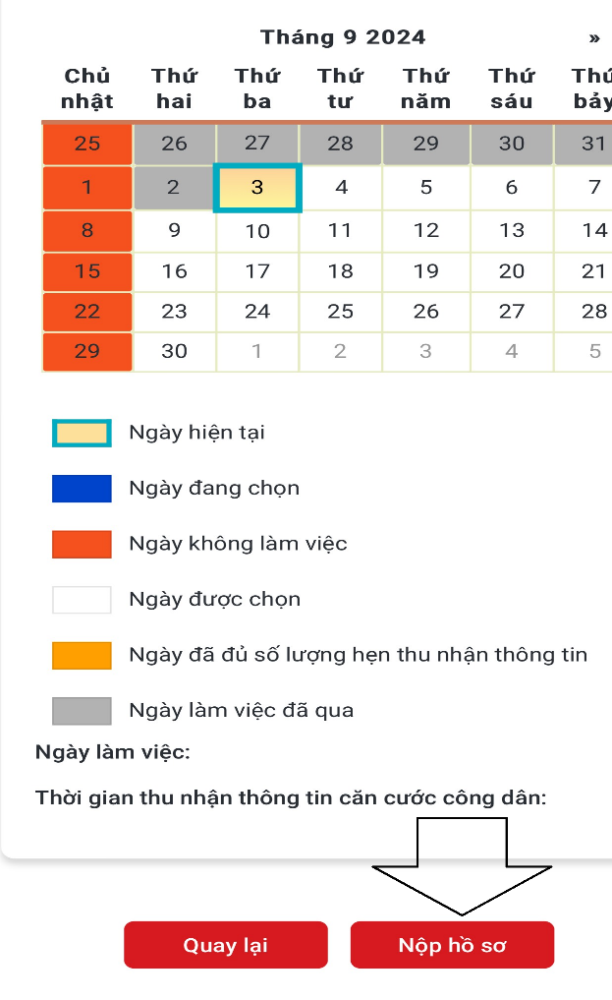 Tháng 9 2024 »
Chủ nhật Thứ hai Thứ ba Thứ tư Thứ năm Thứ sáu Thứ bảy
25 26 27 28 29 30 31
1 2 3 4 5 6 7
8 9 10 11 12 13 14
15 16 17 18 19 20 21
22 23 24 25 26 27 28
29 30 1 2 3 4 5
Ngày hiện tại
Ngày đang chọn
Ngày không làm việc
Ngày được chọn
Ngày đã đủ số lượng hẹn thu nhận thông tin
Ngày làm việc đã qua
Ngày làm việc:
Thời gian thu nhận thông tin căn cước công dân:
Quay lại Nộp hồ sơ